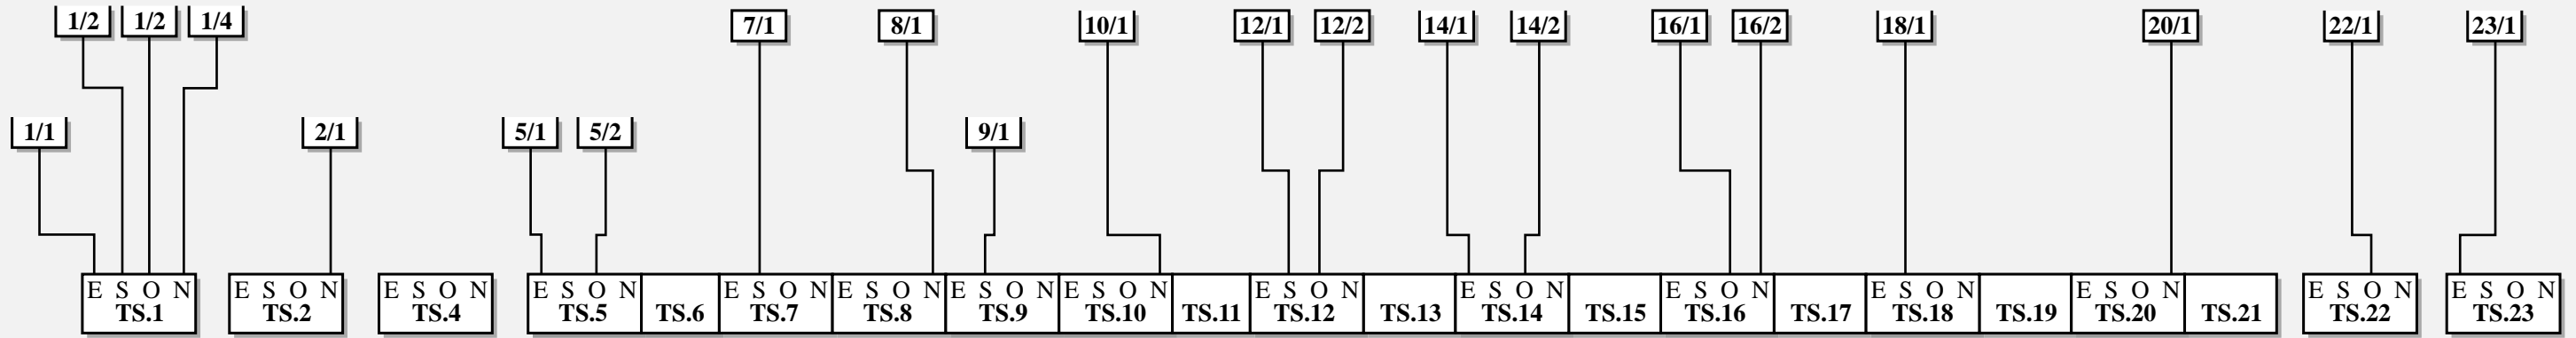 1/2 1/2 1/4 7/1 8/1 10/1 12/1 12/2 14/1 14/2 16/1 16/2 18/1 20/1 22/1 23/1
1/1 2/1 5/1 5/2 9/1
E S O N E S O N E S O N E S O N E S O N E S O N E S O N E S O N E S O N E S O N E S O N E S O N E S O N E S O N E S O N
TS.1 TS.2 TS.4 TS.5 TS.6 TS.7 TS.8 TS.9 TS.10 TS.11 TS.12 TS.13 TS.14 TS.15 TS.16 TS.17 TS.18 TS.19 TS.20 TS.21 TS.22 TS.23